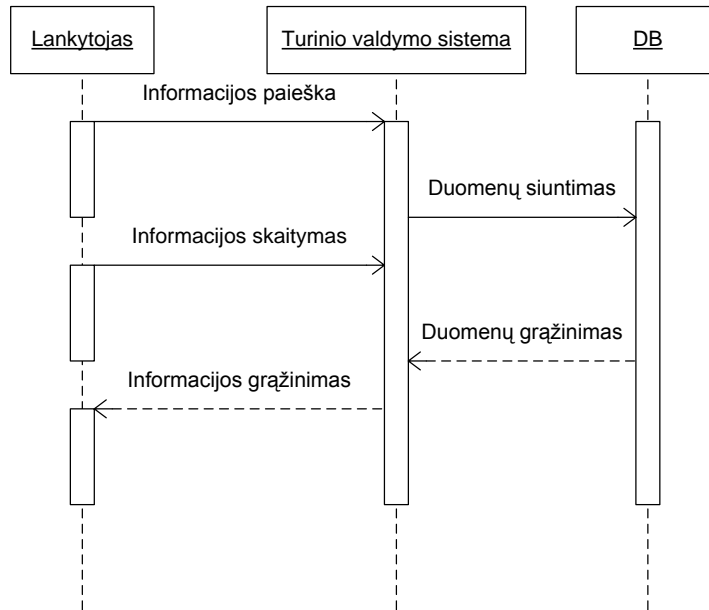 Lankytojas
Turinio valdymo sistema
DB
Informacijos paieška
Duomenų siuntimas
Informacijos skaitymas
Duomenų grąžinimas
Informacijos grąžinimas